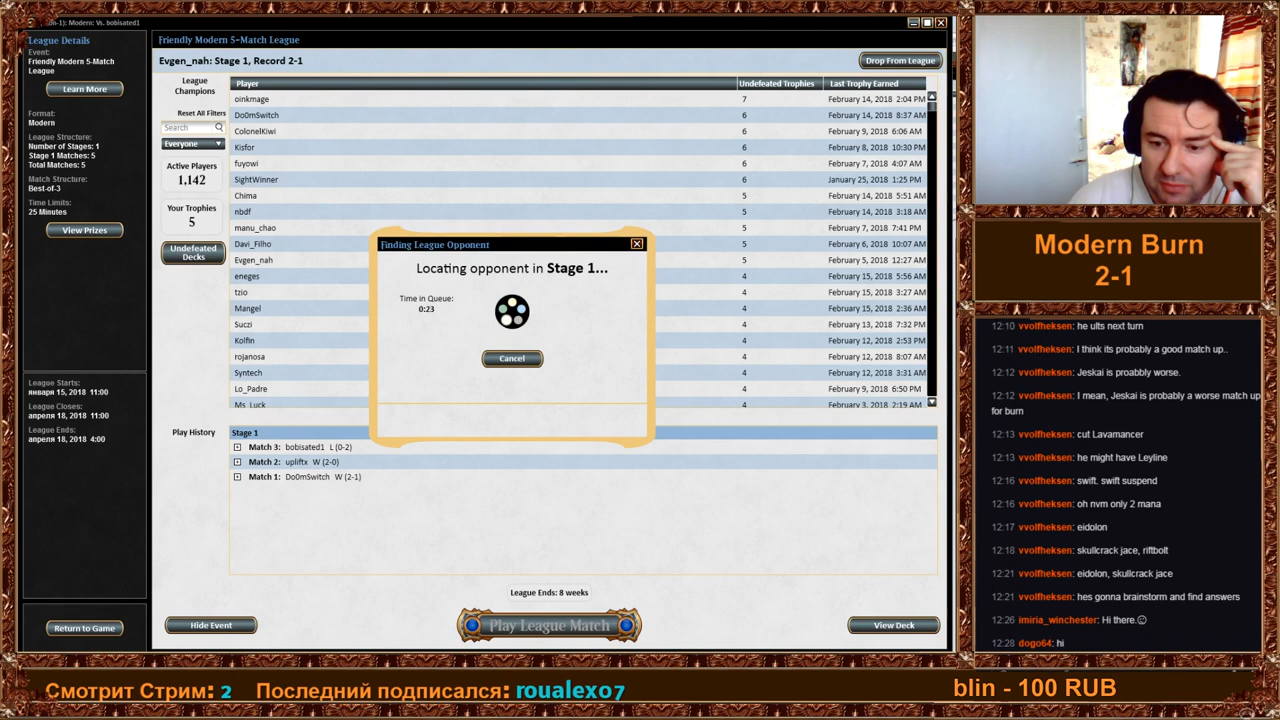 on-1): Modern: Vs. bobisated1
League Details
Event:
Friendly Modern 5-Match
League
Learn More
Format:
Modern
League Structure:
Number of Stages: 1
Stage 1 Matches: 5
Total Matches: 5
Match Structure:
Best-of-3
Time Limits:
25 Minutes
View Prizes
League Starts:
января 15, 2018 11:00
League Closes:
апреля 18, 2018 11:00
League Ends:
апреля 18, 2018 4:00
Return to Game
Friendly Modern 5-Match League
Evgen_nah: Stage 1, Record 2-1
Drop From League
League
Champions
Reset All Filters
Search
Everyone
Active Players
1,142
Your Trophies
5
Undefeated
Decks
Player Undefeated Trophies Last Trophy Earned
oinkmage 7 February 14, 2018 2:04 PM
Do0mSwitch 6 February 14, 2018 8:37 AM
ColonelKiwi 6 February 9, 2018 6:06 AM
Kisfor 6 February 8, 2018 10:30 PM
fuyowi 6 February 7, 2018 4:07 AM
SightWinner 6 January 25, 2018 1:25 PM
Chima 5 February 14, 2018 5:51 AM
nbdf 5 February 14, 2018 3:18 AM
manu_chao 5 February 7, 2018 7:41 PM
Davi_Filho 5 February 6, 2018 10:07 AM
Evgen_nah 5 February 5, 2018 12:27 AM
eneges 4 February 15, 2018 5:56 AM
tzio 4 February 15, 2018 3:27 AM
Mangel 4 February 15, 2018 2:36 AM
Suczi 4 February 13, 2018 7:32 PM
Kolfin 4 February 12, 2018 2:53 PM
rojanosa 4 February 12, 2018 8:07 AM
Syntech 4 February 12, 2018 3:31 AM
Lo_Padre 4 February 9, 2018 6:50 PM
Ms_Luck 4 February 3, 2018 2:19 AM
Finding League Opponent
Locating opponent in Stage 1...
Time in Queue:
0:23
Cancel
Play History
Stage 1
Match 3: bobisated1 L (0-2)
Match 2: upliftx W (2-0)
Match 1: Do0mSwitch W (2-1)
League Ends: 8 weeks
Hide Event
Play League Match
View Deck
Modern Burn
2-1
12:10 vvolfheksen: he ults next turn
12:11 vvolfheksen: I think its probably a good match up..
12:12 vvolfheksen: Jeskai is proabbly worse.
12:12 vvolfheksen: I mean, Jeskai is probably a worse match up
for burn
12:13 vvolfheksen: cut Lavamancer
12:13 vvolfheksen: he might have Leyline
12:16 vvolfheksen: swift. swift suspend
12:16 vvolfheksen: oh nvm only 2 mana
12:17 vvolfheksen: eidolon
12:18 vvolfheksen: skullcrack jace, riftbolt
12:21 vvolfheksen: eidolon, skullcrack jace
12:21 vvolfheksen: hes gonna brainstorm and find answers
12:26 imiria_winchester: Hi there.
12:28 dogo64: hi
Смотрит Стрим: 2 Последний подписался: roualex07
blin - 100 RUB